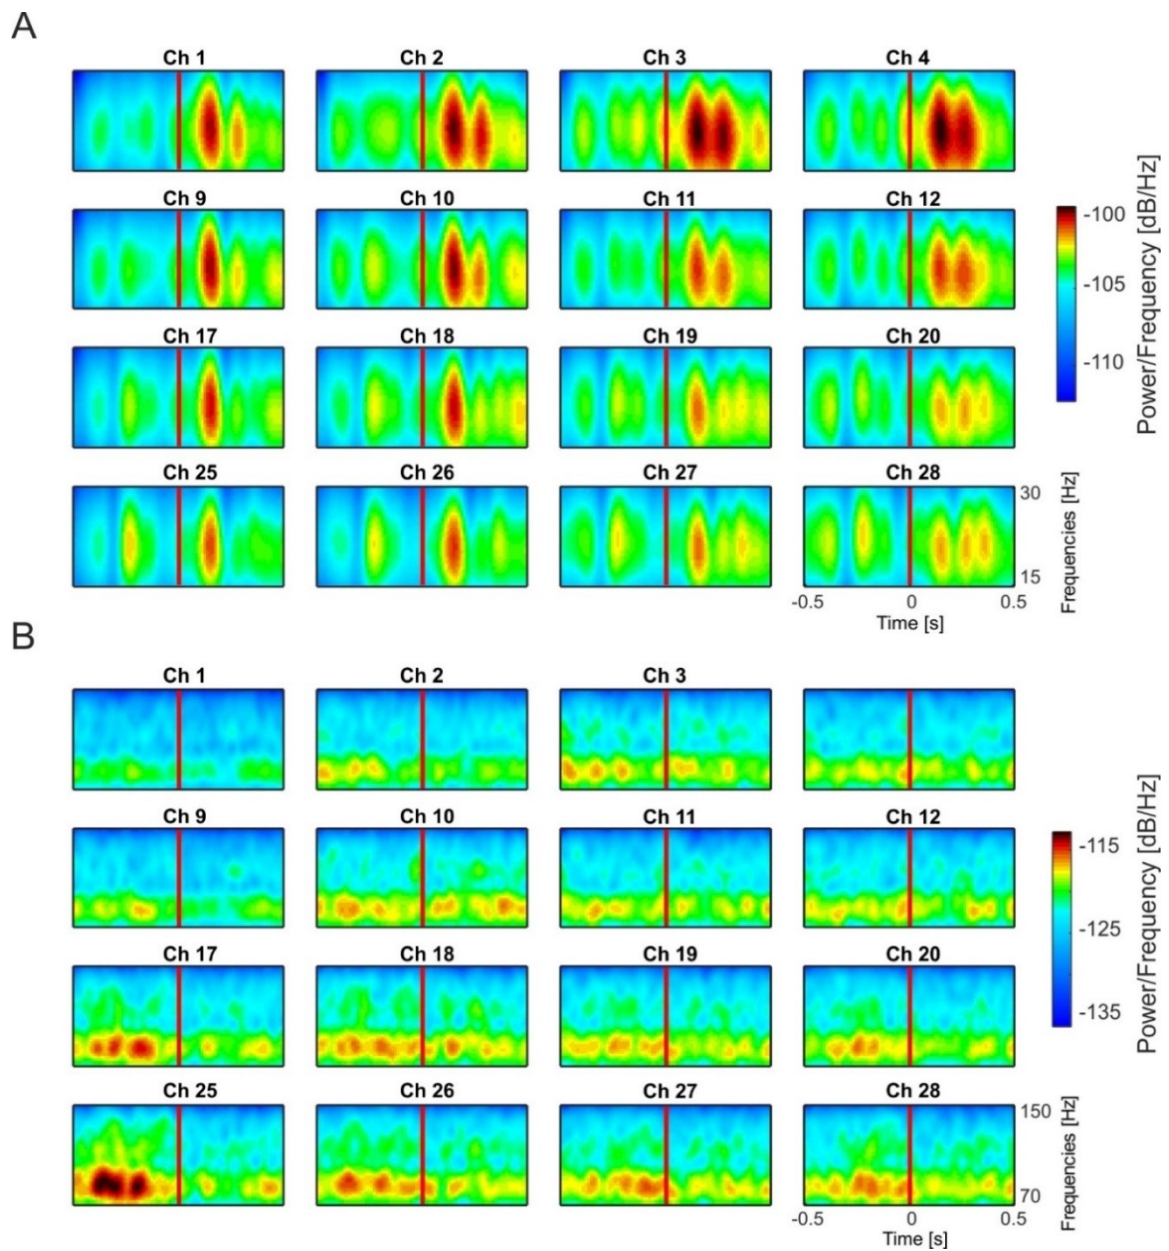 A
Ch 1 Ch 2 Ch 3 Ch 4
Ch 9 Ch 10 Ch 11 Ch 12
Ch 17 Ch 18 Ch 19 Ch 20
Ch 25 Ch 26 Ch 27 Ch 28
30
15
Frequencies [Hz]
-0.5 0 0.5
Time [s]
-100
-105
-110
Power/Frequency [dB/Hz]
B
Ch 1 Ch 2 Ch 3
Ch 9 Ch 10 Ch 11 Ch 12
Ch 17 Ch 18 Ch 19 Ch 20
Ch 25 Ch 26 Ch 27 Ch 28
150
70
Frequencies [Hz]
-0.5 0 0.5
Time [s]
-115
-125
-135
Power/Frequency [dB/Hz]